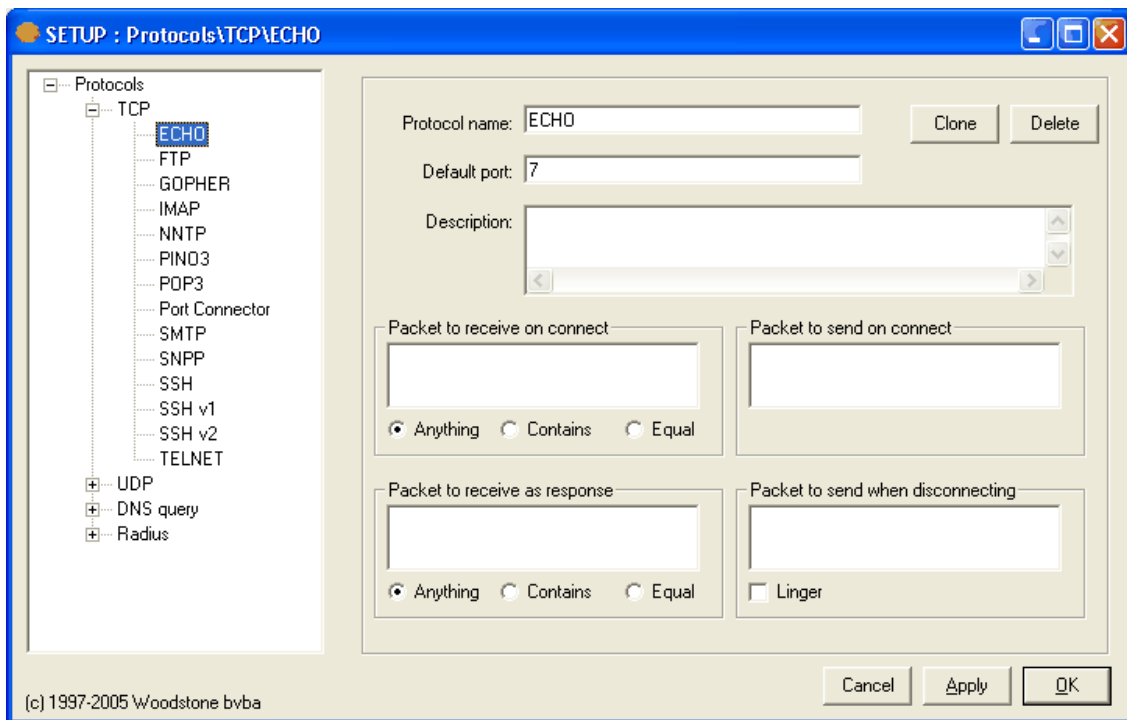 SETUP : Protocols\TCP\ECHO
Protocols
TCP
ECHO
FTP
GOPHER
IMAP
NNTP
PINO3
POP3
Port Connector
SMTP
SNPP
SSH
SSH v1
SSH v2
TELNET
UDP
DNS query
Radius
Protocol name: ECHO
Clone
Delete
Default port: 7
Description:
Packet to receive on connect
Anything Contains Equal
Packet to send on connect
Packet to receive as response
Anything Contains Equal
Packet to send when disconnecting
Linger
(c) 1997-2005 Woodstone bvba
Cancel Apply OK